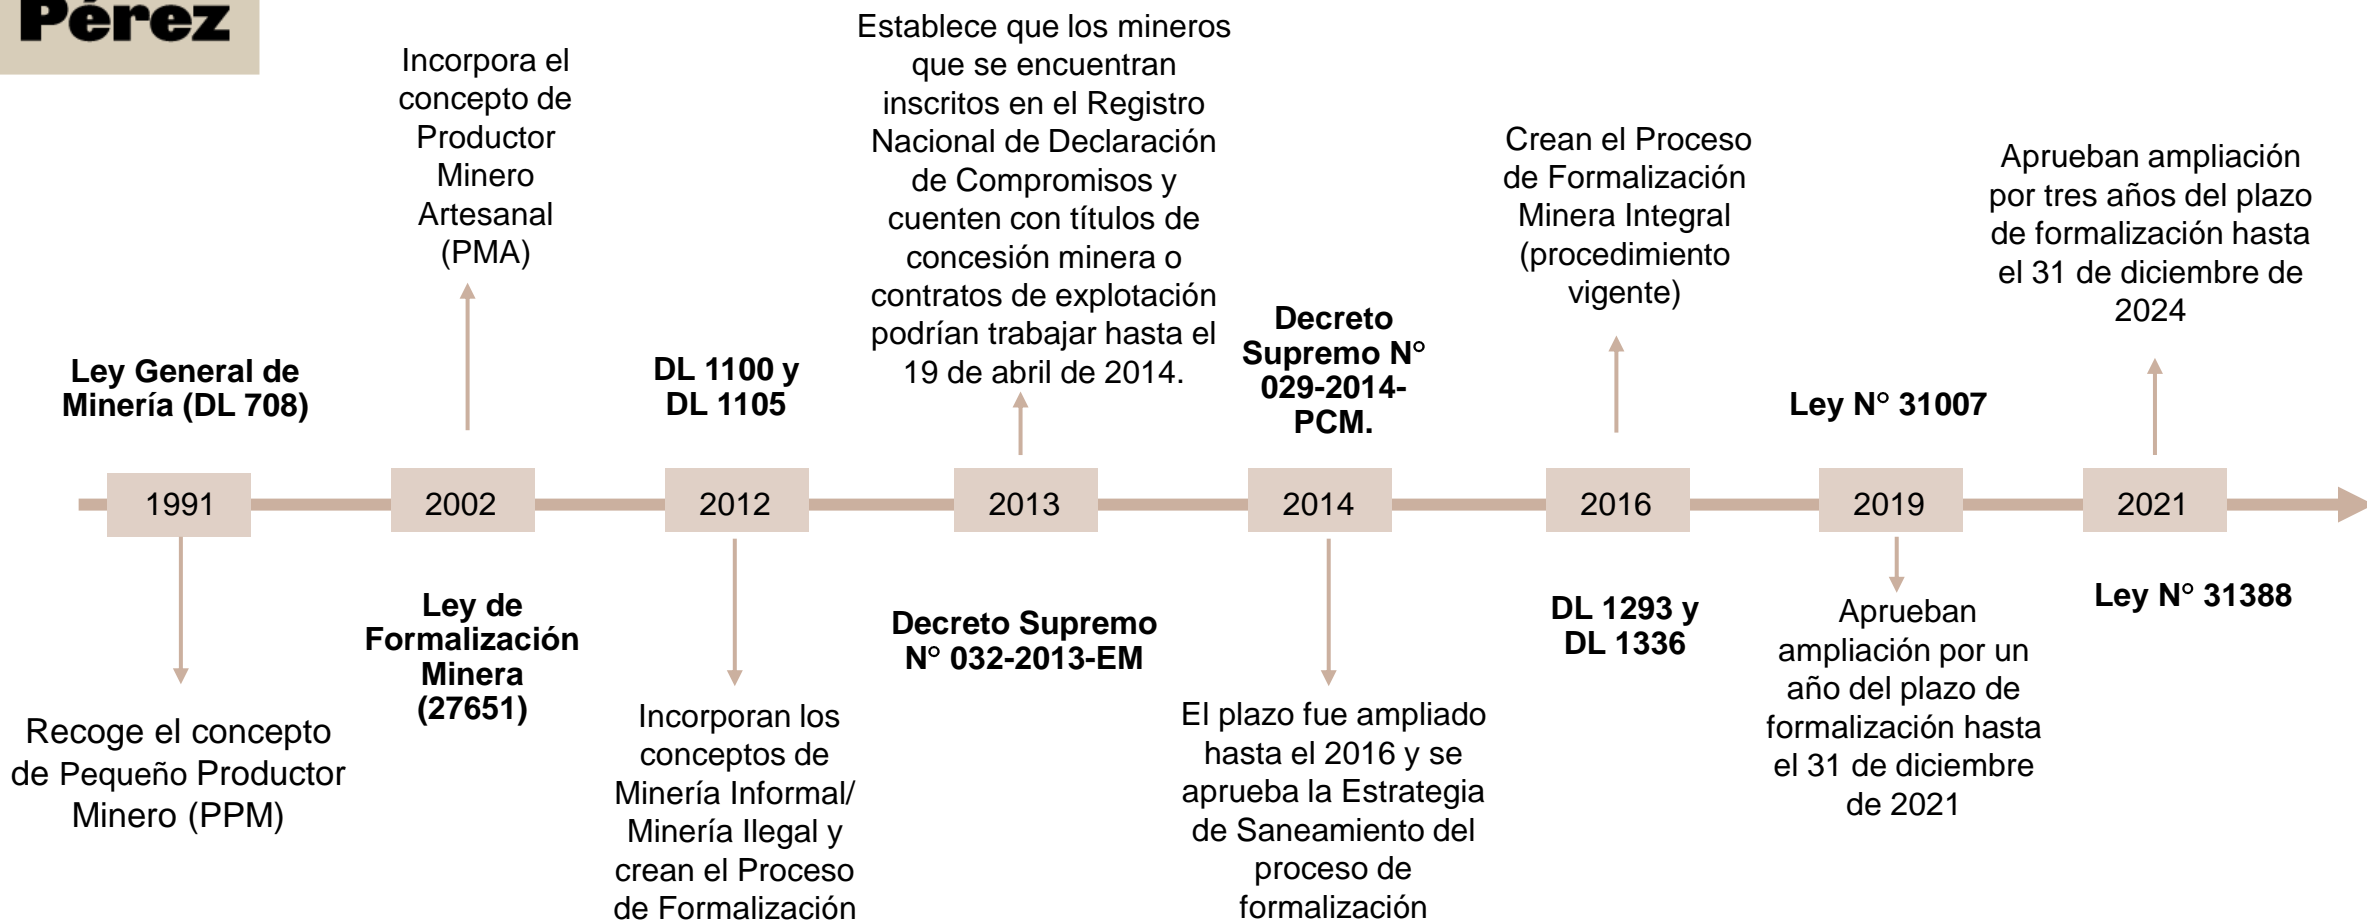 Pérez
Ley General de
Minería (DL 708)
1991
Recoge el concepto
de Pequeño Productor
Minero (PPM)
Incorpora el
concepto de
Productor
Minero
Artesanal
(PMA)
2002
Ley de
Formalización
Minera
(27651)
DL 1100 y
DL 1105
2012
Incorporan los
conceptos de
Minería Informal/
Minería Ilegal y
crean el Proceso
de Formalización
Establece que los mineros
que se encuentran
inscritos en el Registro
Nacional de Declaración
de Compromisos y
cuenten con títulos de
concesión minera o
contratos de explotación
podrían trabajar hasta el
19 de abril de 2014.
2013
Decreto Supremo
N° 032-2013-EM
Decreto
Supremo N°
029-2014-
PCM.
2014
El plazo fue ampliado
hasta el 2016 y se
aprueba la Estrategia
de Saneamiento del
proceso de
formalización
Crean el Proceso
de Formalización
Minera Integral
(procedimiento
vigente)
2016
DL 1293 y
DL 1336
Ley N° 31007
2019
Aprueban
ampliación por un
año del plazo de
formalización hasta
el 31 de diciembre
de 2021
Aprueban ampliación
por tres años del plazo
de formalización hasta
el 31 de diciembre de
2024
2021
Ley N° 31388